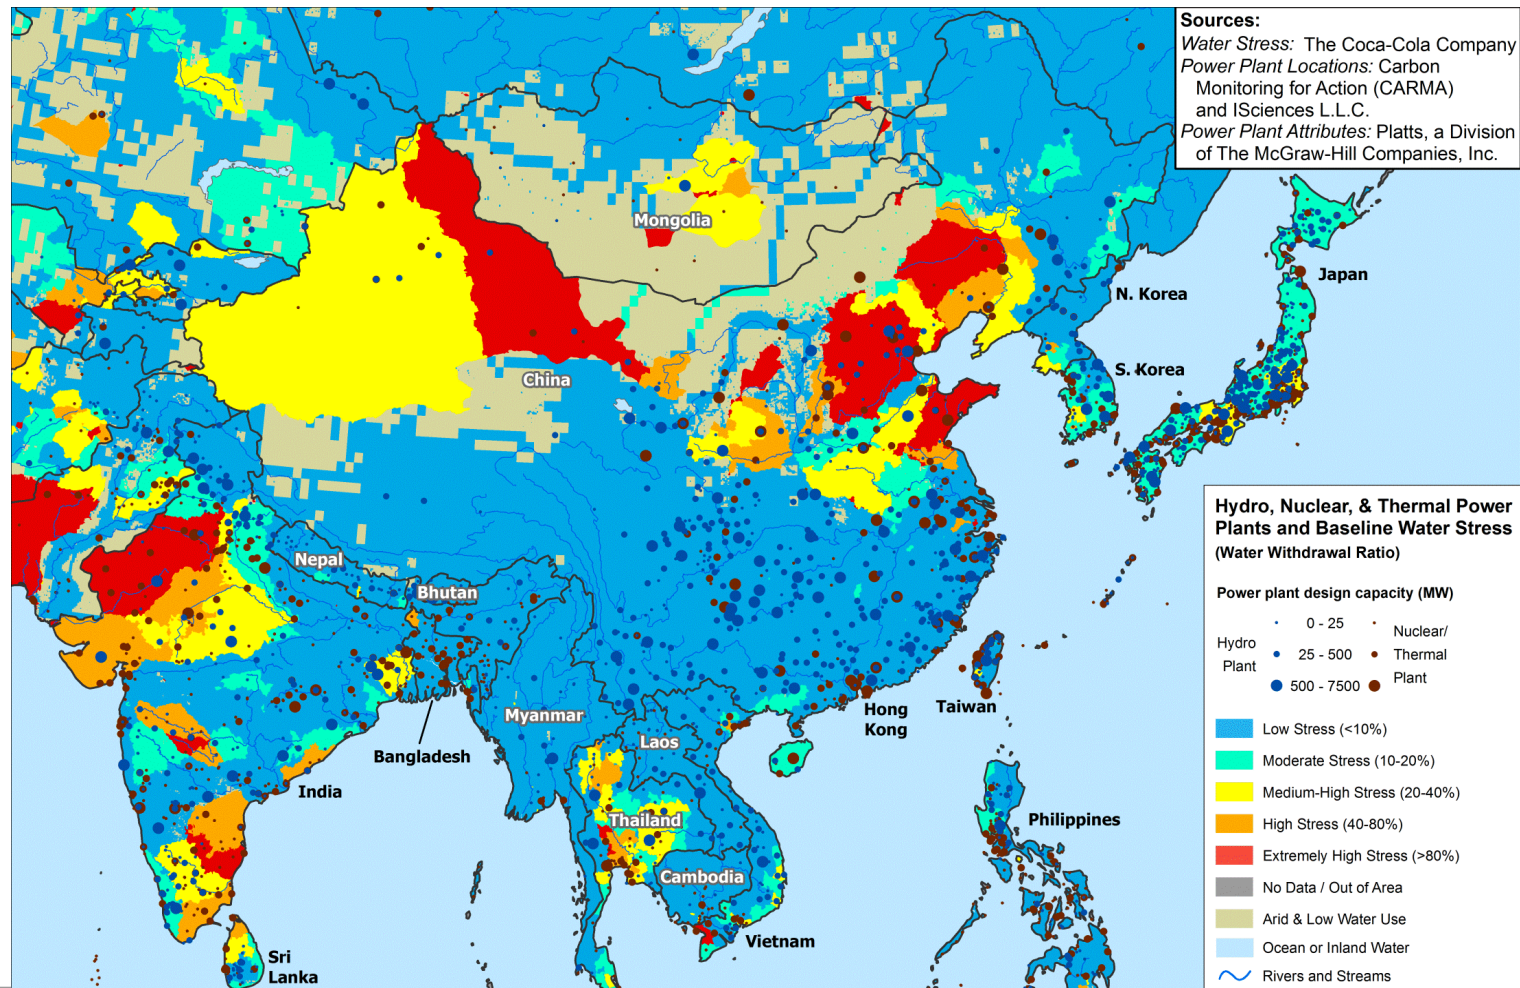 Sources:
Water Stress: The Coca-Cola Company
Power Plant Locations: Carbon
Monitoring for Action (CARMA)
and ISciences L.L.C.
Power Plant Attributes: Platts, a Division
of The McGraw-Hill Companies, Inc.
Mongolia
Japan
N. Korea
S. Korea
China
Nepal
Bhutan
Myanmar
Laos
Hong
Kong
Taiwan
Bangladesh
India
Thailand
Philippines
Cambodia
Vietnam
Sri
Lanka
Hydro, Nuclear, & Thermal Power
Plants and Baseline Water Stress
(Water Withdrawal Ratio)
Power plant design capacity (MW)
Hydro
Plant
0 - 25
25 - 500
500 - 7500
Nuclear/
Thermal
Plant
Low Stress (<10%)
Moderate Stress (10-20%)
Medium-High Stress (20-40%)
High Stress (40-80%)
Extremely High Stress (>80%)
No Data / Out of Area
Arid & Low Water Use
Ocean or Inland Water
Rivers and Streams